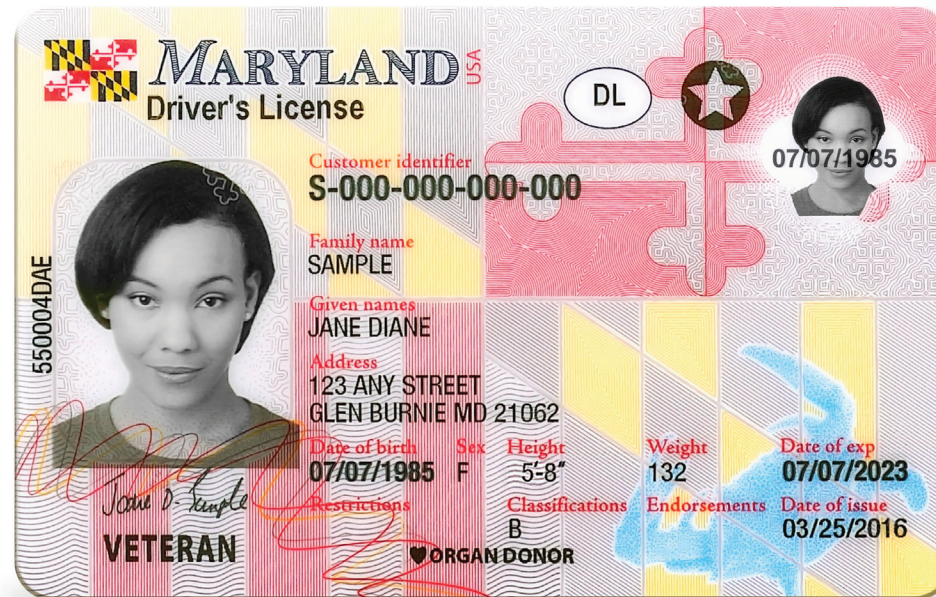 MARYLAND USA
Driver's License
DL
07/07/1985
Customer identifier
S-000-000-000-000
Family name
SAMPLE
Given names
JANE DIANE
Address
123 ANY STREET
GLEN BURNIE MD 21062
Date of birth Sex Height Weight Date of exp
07/07/1985 F 5'-8" 132 07/07/2023
Restrictions Classifications Endorsements Date of issue
B 03/25/2016
♥ORGAN DONOR
550004DAE
Jane D. Sample
VETERAN